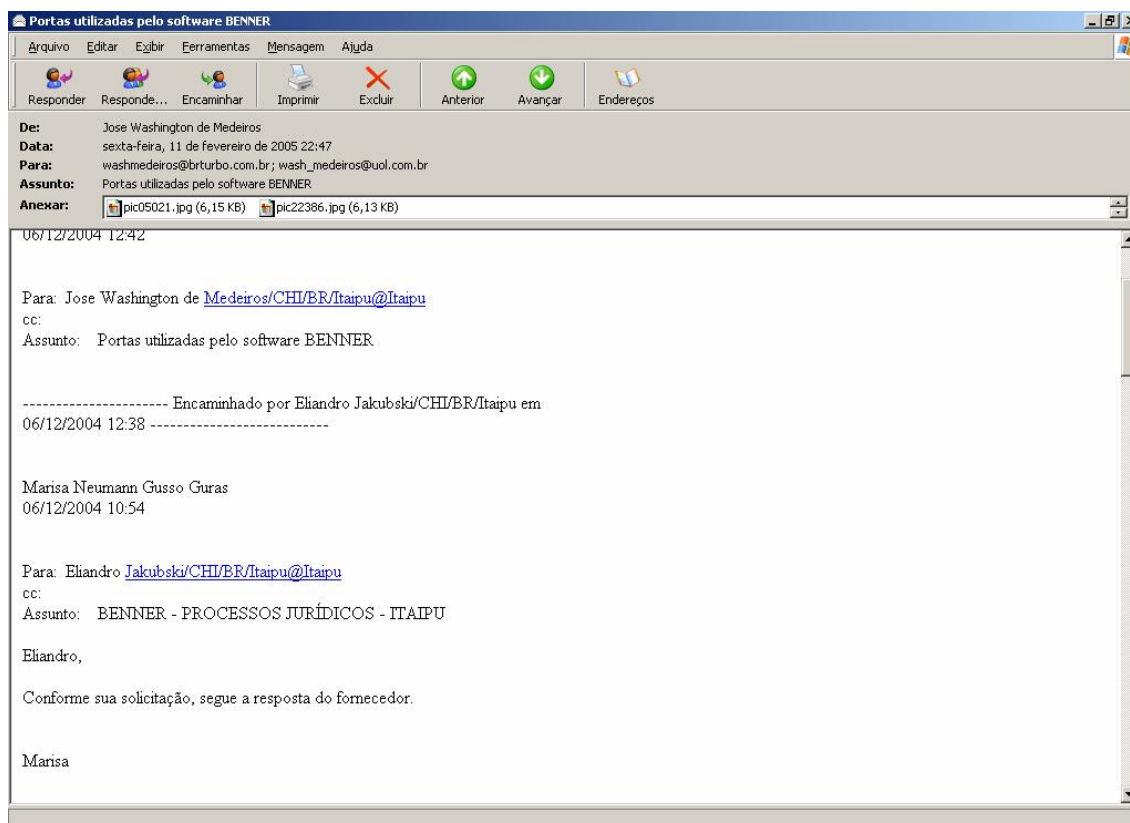 Portas utilizadas pelo software BENNER
Arquivo Editar Exibir Ferramentas Mensagem Ajuda
Responder Responde... Encaminhar Imprimir Excluir Anterior Avançar Endereços
De: Jose Washington de Medeiros
Data: sexta-feira, 11 de fevereiro de 2005 22:47
Para: washmedeiros@brturbo.com.br; wash_medeiros@uol.com.br
Assunto: Portas utilizadas pelo software BENNER
Anexar: pic05021.jpg (6,15 KB) pic22386.jpg (6,13 KB)
06/12/2004 12:42
Para: Jose Washington de Medeiros/CHI/BR/Itaipu@Itaipu
cc:
Assunto: Portas utilizadas pelo software BENNER
---------------------- Encaminhado por Eliandro Jakubski/CHI/BR/Itaipu em
06/12/2004 12:38 ---------------------------
Marisa Neumann Gusso Guras
06/12/2004 10:54
Para: Eliandro Jakubski/CHI/BR/Itaipu@Itaipu
cc:
Assunto: BENNER - PROCESSOS JURÍDICOS - ITAIPU
Eliandro,
Conforme sua solicitação, segue a resposta do fornecedor.
Marisa